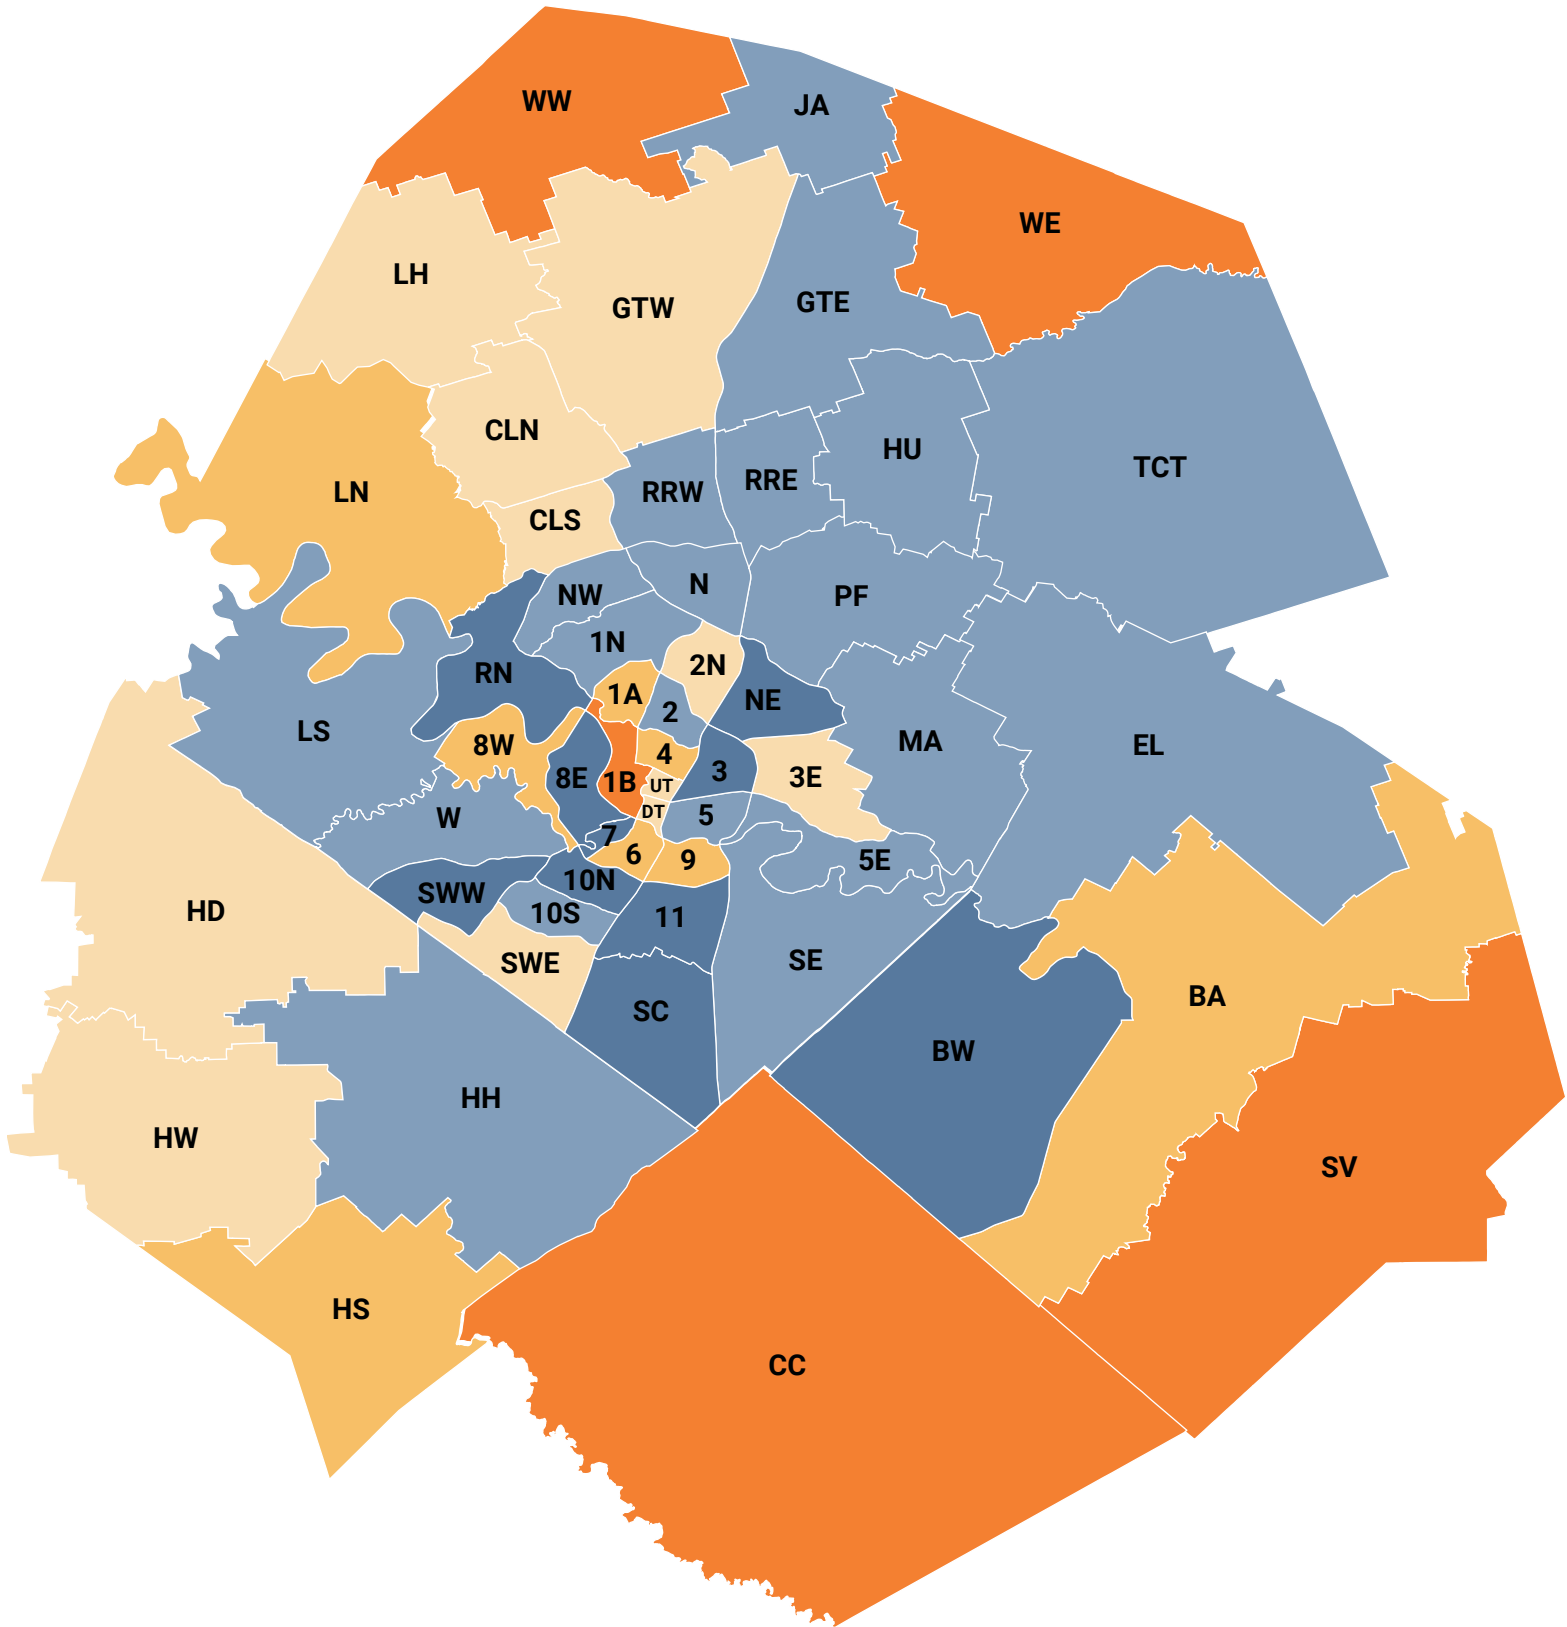 WW
JA
WE
LH
GTW
GTE
CLN
HU
TCT
LN
RRW
RRE
CLS
NW
N
PF
1N
2N
RN
1A
NE
2
LS
8W
4
MA
EL
8E
1B
UT
3
3E
W
DT
5
7
6
9
5E
SWW
10N
HD
10S
11
SWE
SE
BA
SC
BW
HH
HW
SV
HS
CC